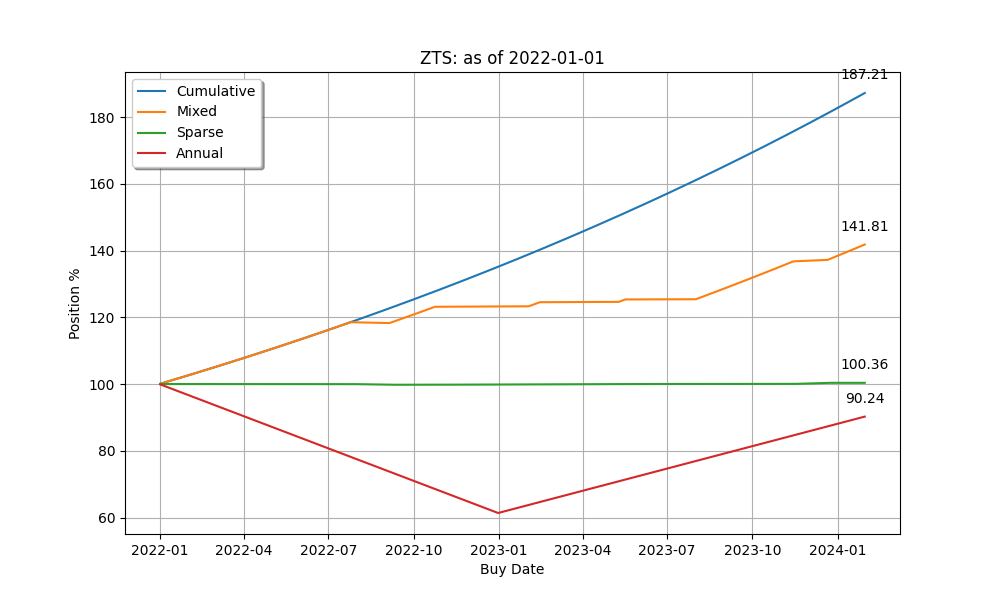 ZTS: as of 2022-01-01
187.21
Cumulative
Mixed
Sparse
Annual
180
160
141.81
140
120
100.36
100
90.24
80
60
Position %
2022-01 2022-04 2022-07 2022-10 2023-01 2023-04 2023-07 2023-10 2024-01
Buy Date